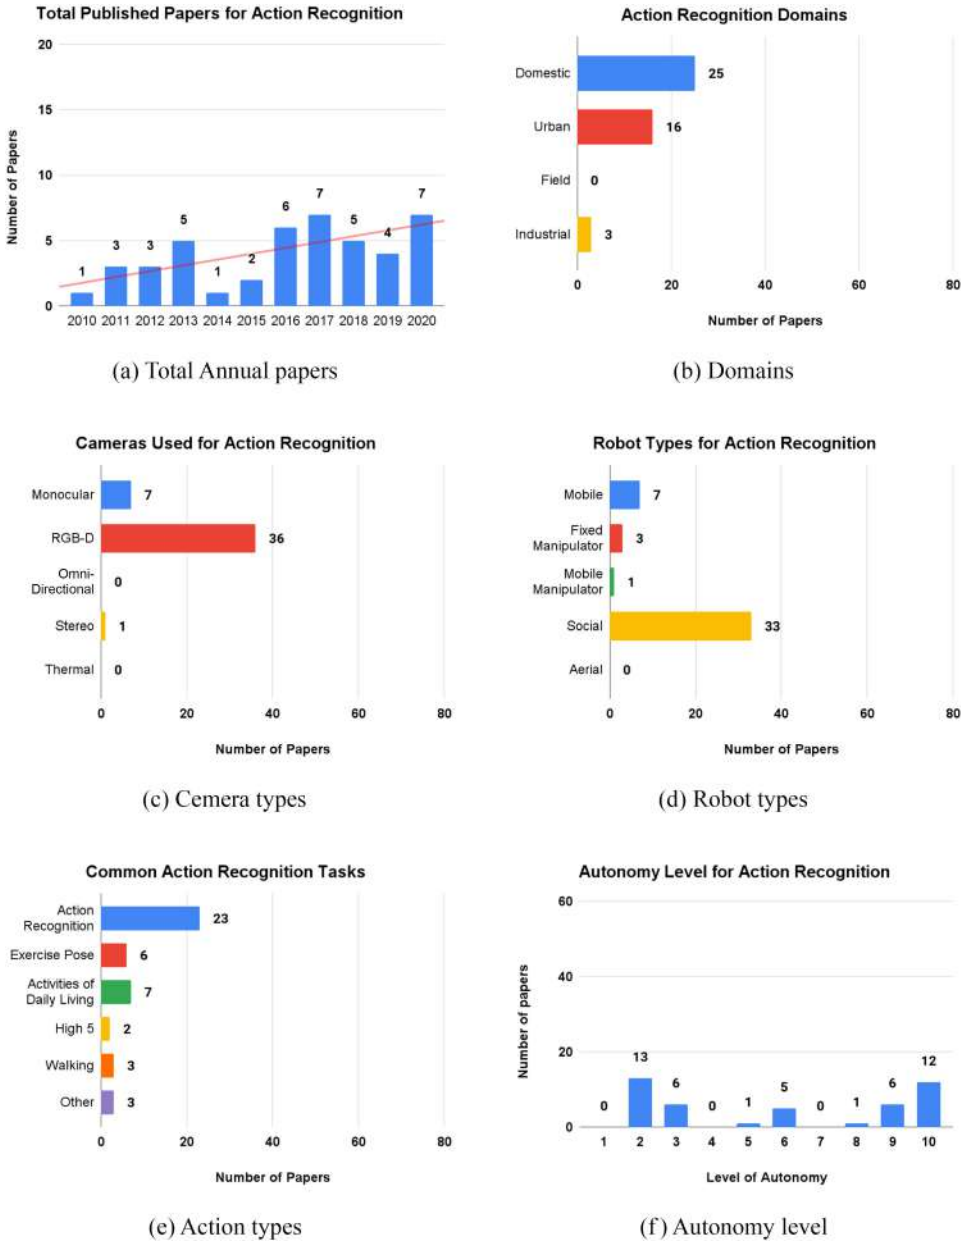 Total Published Papers for Action Recognition
Number of Papers
20
15
10
5
0
1
3
3
5
1
2
6
7
5
4
7
2010 2011 2012 2013 2014 2015 2016 2017 2018 2019 2020
(a) Total Annual papers
Action Recognition Domains
Domestic
25
Urban
16
Field
0
Industrial
3
0 20 40 60 80
Number of Papers
(b) Domains
Cameras Used for Action Recognition
Monocular
7
RGB-D
36
Omni-
Directional
0
Stereo
1
Thermal
0
0 20 40 60 80
Number of Papers
(c) Cemera types
Robot Types for Action Recognition
Mobile
7
Fixed
Manipulator
3
Mobile
Manipulator
1
Social
33
Aerial
0
0 20 40 60 80
Number of Papers
(d) Robot types
Common Action Recognition Tasks
Action
Recognition
23
Exercise Pose
6
Activities of
Daily Living
7
High 5
2
Walking
3
Other
3
0 20 40 60 80
Number of Papers
(e) Action types
Autonomy Level for Action Recognition
Number of papers
60
40
20
0
0
13
6
0
1
5
0
1
6
12
1 2 3 4 5 6 7 8 9 10
Level of Autonomy
(f) Autonomy level